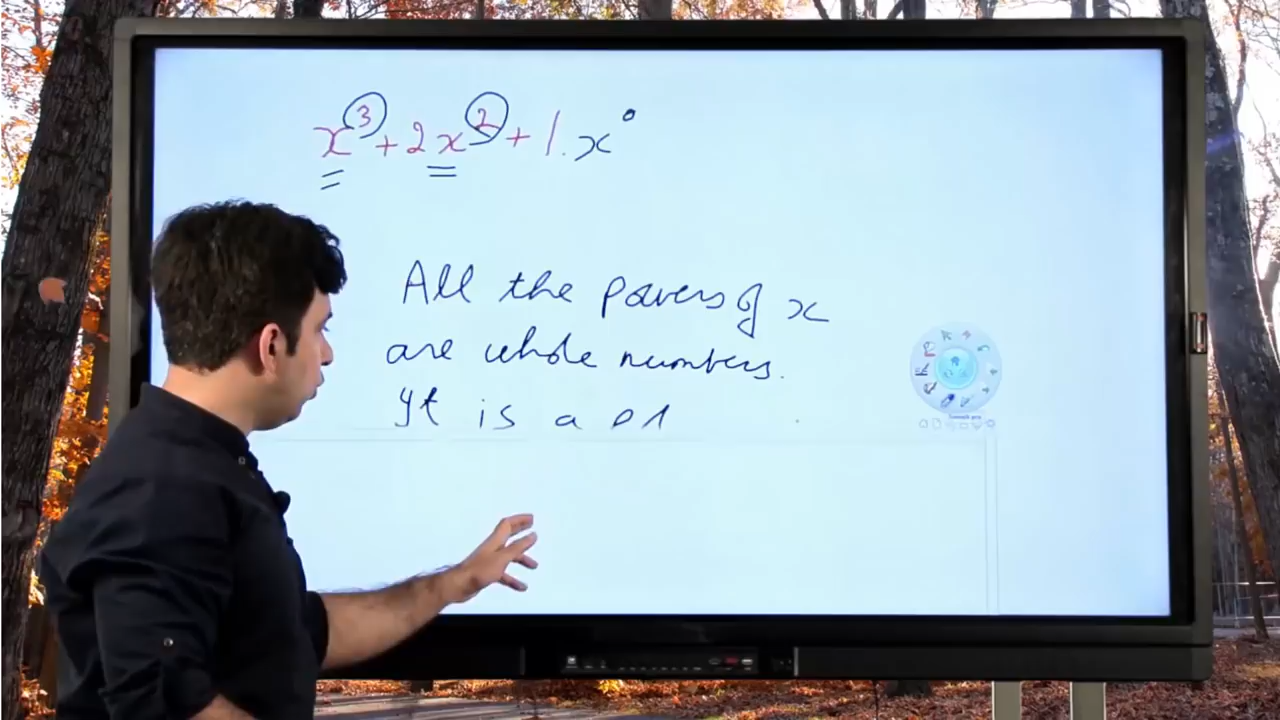 x³+2x²+1.x⁰
All the powers of x
are whole numbers.
It is a